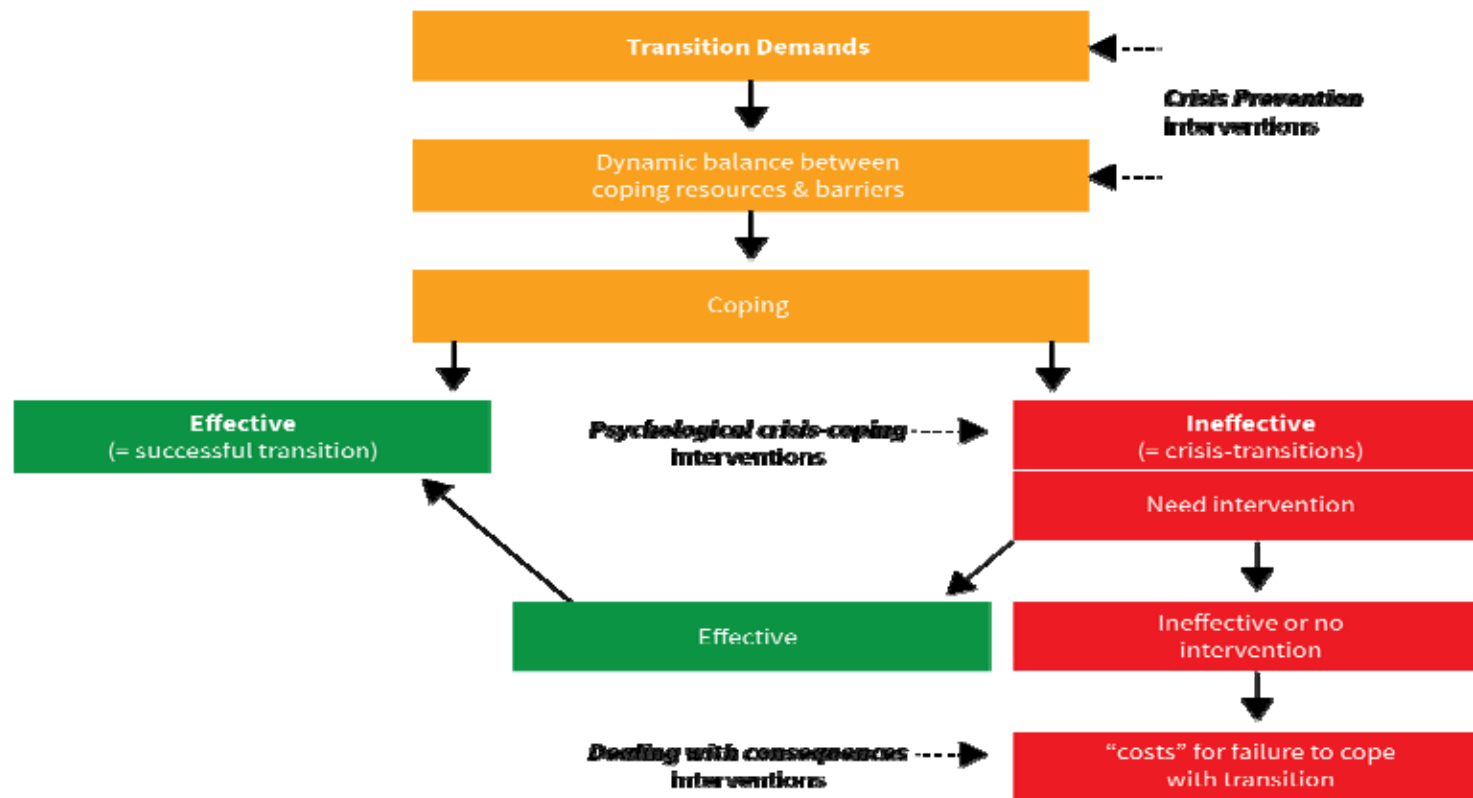 Transition Demands
Crisis Prevention
interventions
Dynamic balance between
coping resources & barriers
Coping
Effective
(= successful transition)
Psychological crisis-coping
interventions
Ineffective
(= crisis-transitions)
Need intervention
Effective
Ineffective or no
intervention
Dealing with consequences
interventions
“costs” for failure to cope
with transition